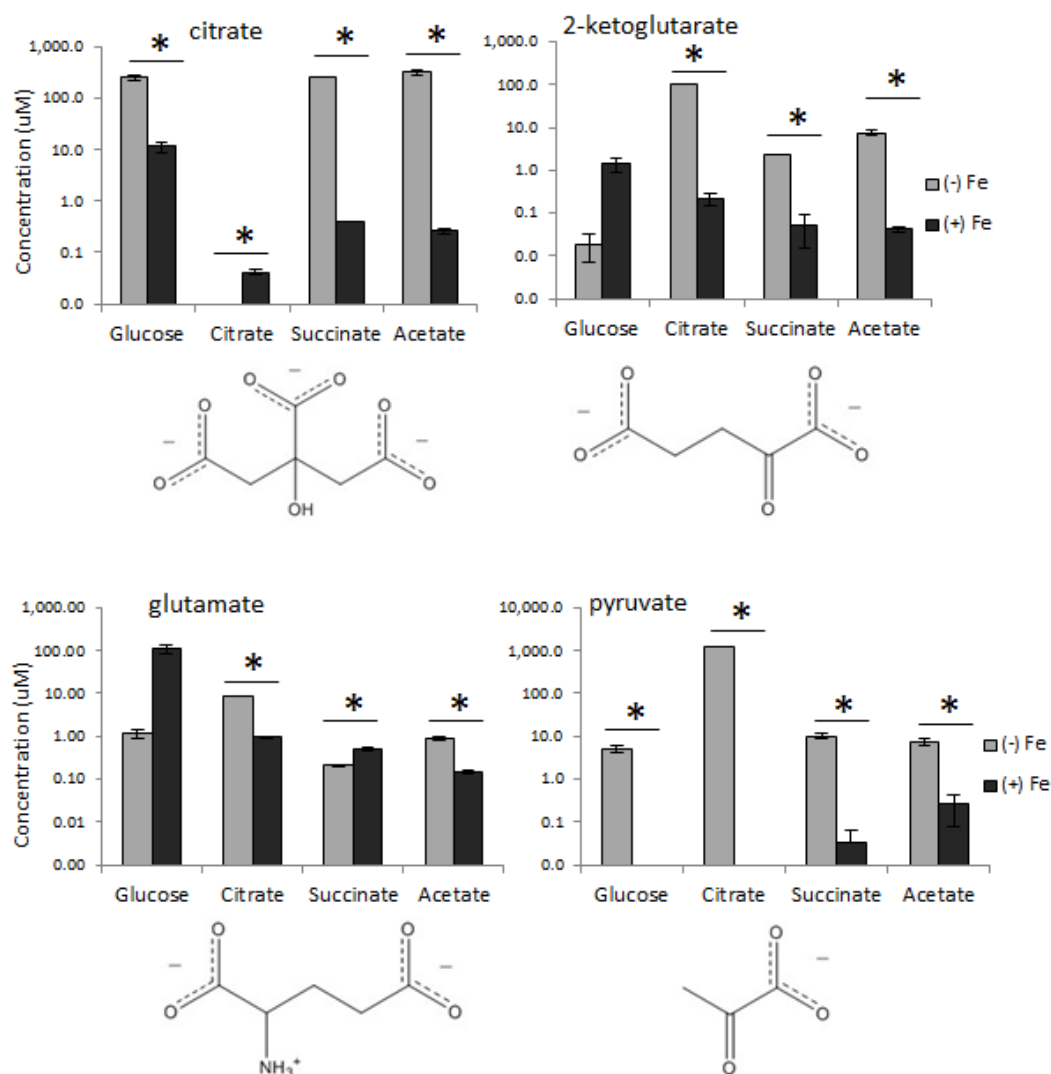 citrate
*
*
*
*
Concentration (uM)
1,000.0
100.0
10.0
1.0
0.1
0.0
Glucose Citrate Succinate Acetate
2-ketoglutarate
*
*
*
1,000.0
100.0
10.0
1.0
0.1
0.0
0.0
Glucose Citrate Succinate Acetate
(-) Fe
(+) Fe
O O O O O O OH
– – –
O O O O O
– –
glutamate
*
*
*
Concentration (uM)
1,000.00
100.00
10.00
1.00
0.10
0.01
0.00
Glucose Citrate Succinate Acetate
pyruvate
*
*
*
*
10,000.0
1,000.0
100.0
10.0
1.0
0.1
0.0
Glucose Citrate Succinate Acetate
(-) Fe
(+) Fe
O O O O NH₃⁺
– –
O O O
–